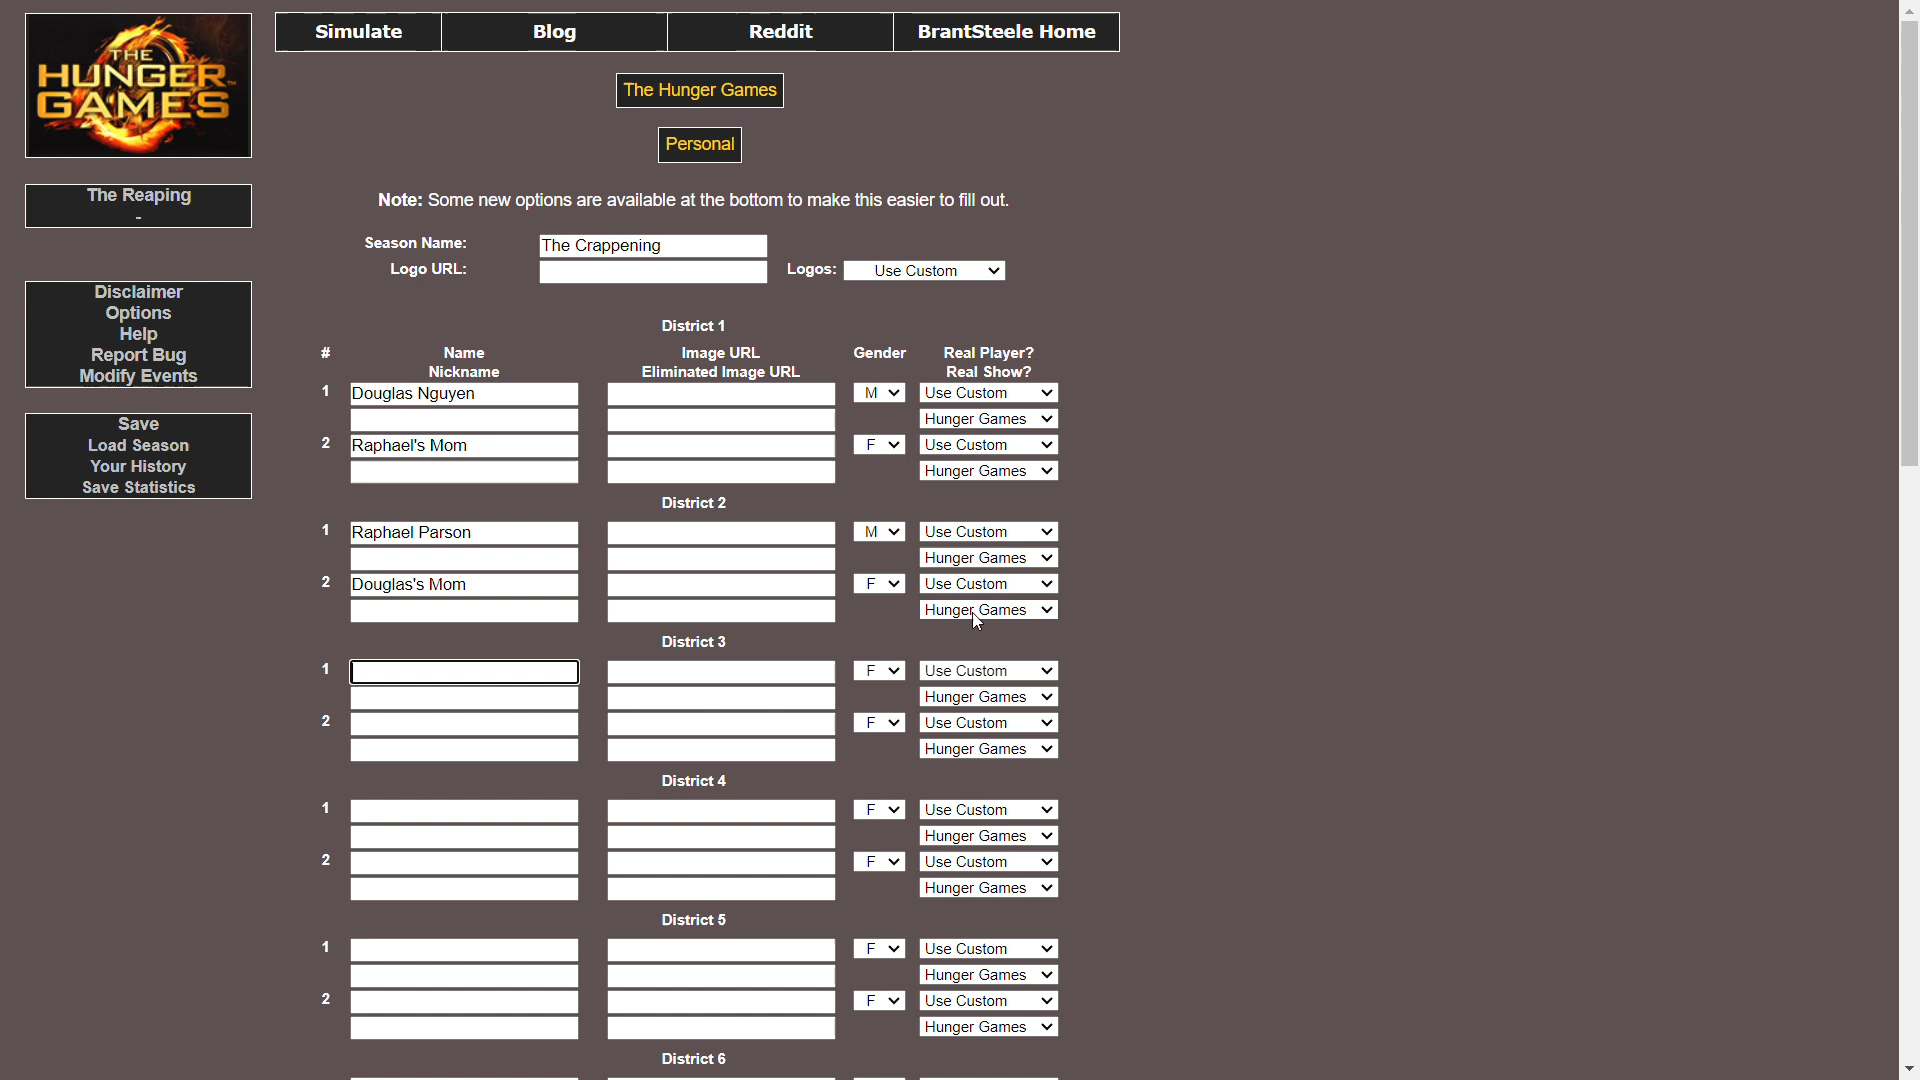 THE
HUNGER
GAMES
Simulate Blog Reddit BrantSteele Home
The Hunger Games
Personal
The Reaping
-
Disclaimer
Options
Help
Report Bug
Modify Events
Save
Load Season
Your History
Save Statistics
Note: Some new options are available at the bottom to make this easier to fill out.
Season Name: The Crappening
Logo URL: Logos: Use Custom
District 1
# Name Image URL Gender Real Player?
Nickname Eliminated Image URL Real Show?
1 Douglas Nguyen M Use Custom
Hunger Games
2 Raphael's Mom F Use Custom
Hunger Games
District 2
1 Raphael Parson M Use Custom
Hunger Games
2 Douglas's Mom F Use Custom
Hunger Games
District 3
1 F Use Custom
Hunger Games
2 F Use Custom
Hunger Games
District 4
1 F Use Custom
Hunger Games
2 F Use Custom
Hunger Games
District 5
1 F Use Custom
Hunger Games
2 F Use Custom
Hunger Games
District 6